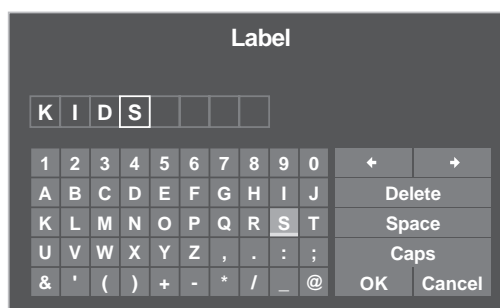 Label
K I D S
1 2 3 4 5 6 7 8 9 0 ← →
A B C D E F G H I J Delete
K L M N O P Q R S T Space
U V W X Y Z , . : ; Caps
& ' ( ) + - * / _ @ OK Cancel